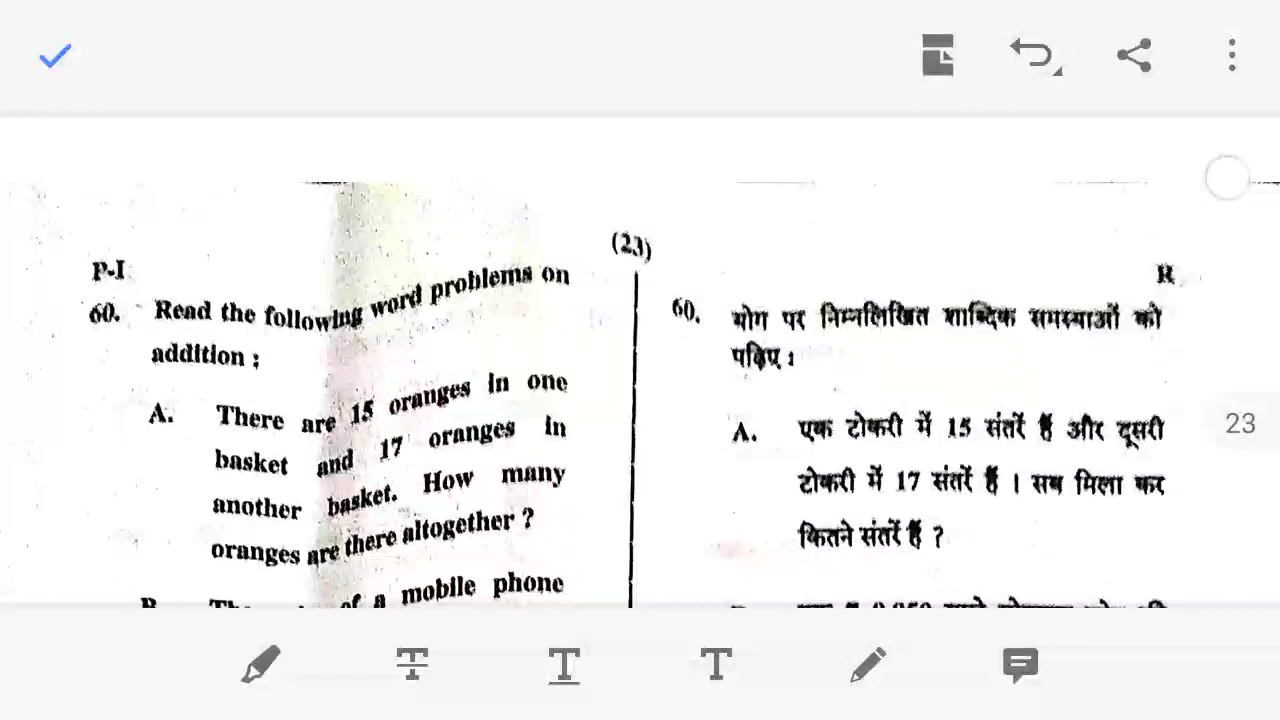 (23)
P-I
60. Read the following word problems on
addition :
A. There are 15 oranges in one
basket and 17 oranges in
another basket. How many
oranges are there altogether ?
of a mobile phone
R
60. योग पर निम्नलिखित शाब्दिक समस्याओं को
पढ़िए :
A. एक टोकरी में 15 संतरें हैं और दूसरी
टोकरी में 17 संतरें हैं । सब मिला कर
कितने संतरें हैं ?
23